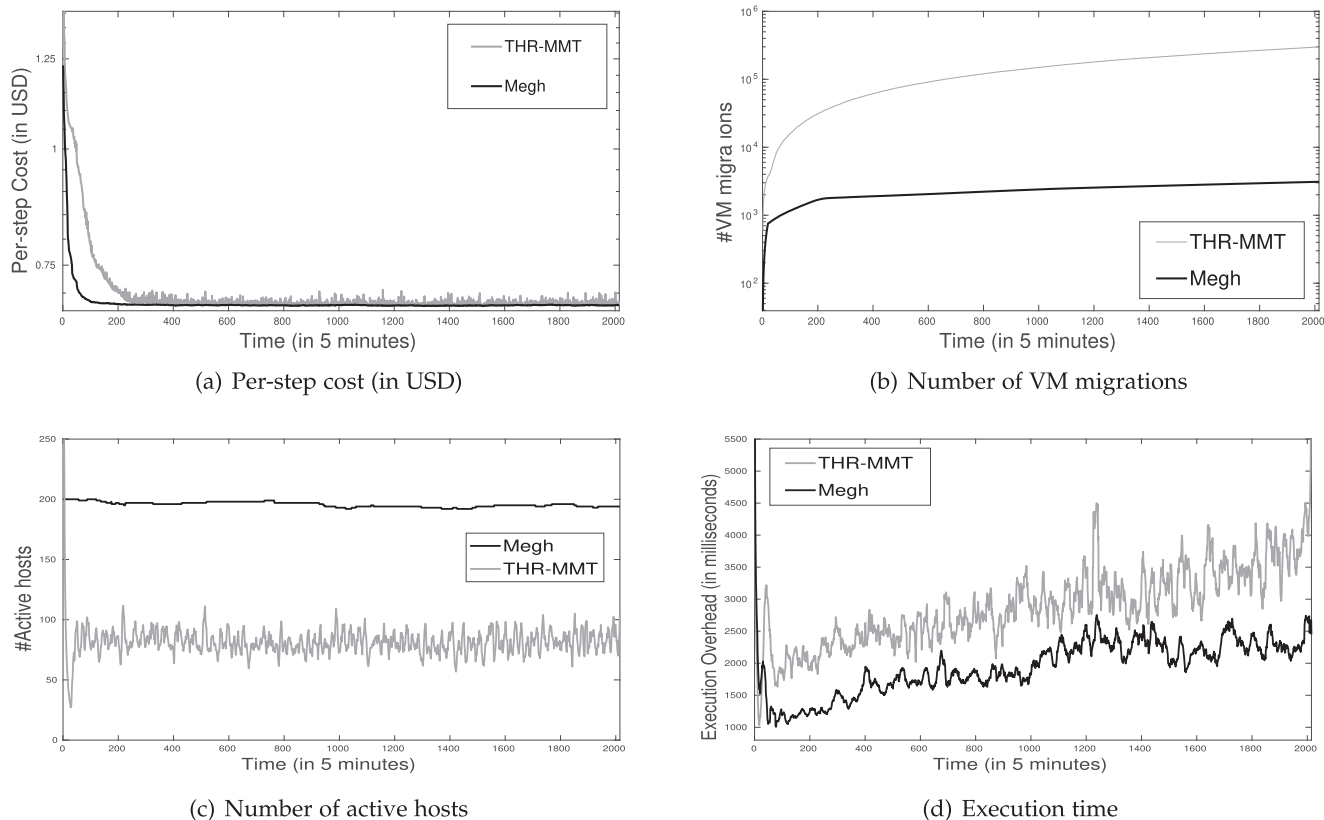 THR-MMT
Megh
Per-step Cost (in USD)
1.25
1
0.75
0 200 400 600 800 1000 1200 1400 1600 1800 2000
Time (in 5 minutes)
(a) Per-step cost (in USD)
#VM migra ions
10^6
10^5
10^4
10^3
10^2
THR-MMT
Megh
0 200 400 600 800 1000 1200 1400 1600 1800 2000
Time (in 5 minutes)
(b) Number of VM migrations
#Active hosts
250
200
150
100
50
0
Megh
THR-MMT
0 200 400 600 800 1000 1200 1400 1600 1800 2000
Time (in 5 minutes)
(c) Number of active hosts
Execution Overhead (in milliseconds)
5500
5000
4500
4000
3500
3000
2500
2000
1500
1000
THR-MMT
Megh
0 200 400 600 800 1000 1200 1400 1600 1800 2000
Time (in 5 minutes)
(d) Execution time